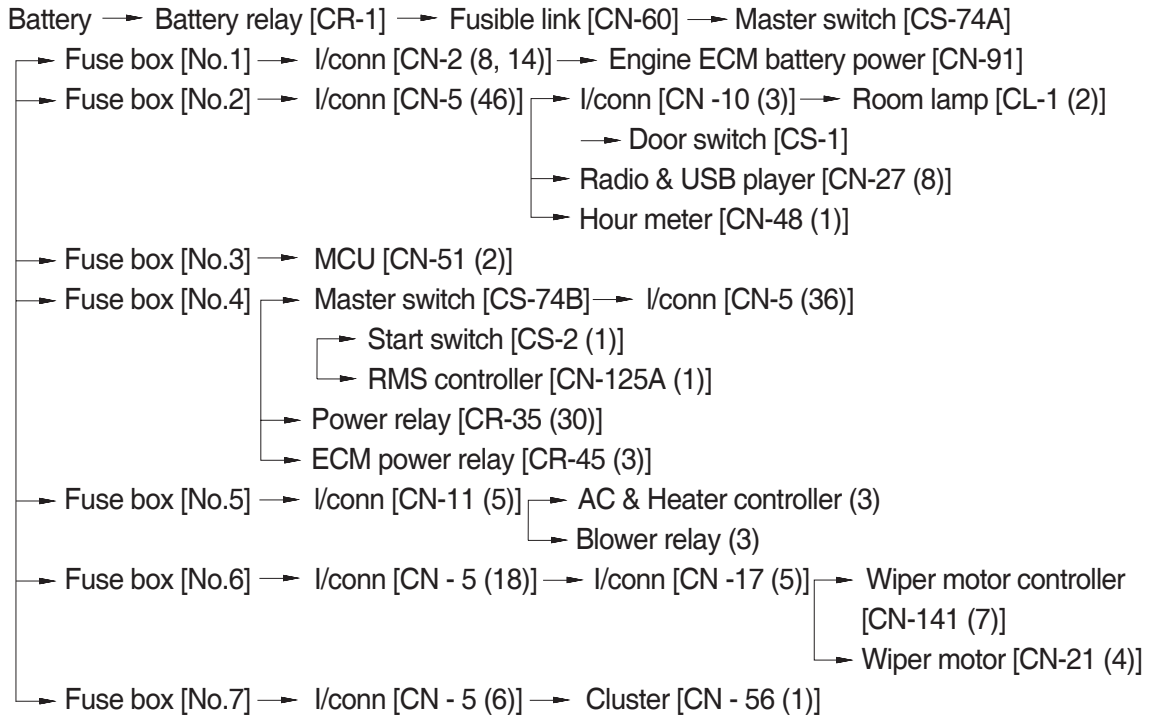 Battery → Battery relay [CR-1] → Fusible link [CN-60] → Master switch [CS-74A]
→ Fuse box [No.1] → I/conn [CN-2 (8, 14)] → Engine ECM battery power [CN-91]
→ Fuse box [No.2] → I/conn [CN-5 (46)] → I/conn [CN -10 (3)] → Room lamp [CL-1 (2)]
→ Door switch [CS-1]
→ Radio & USB player [CN-27 (8)]
→ Hour meter [CN-48 (1)]
→ Fuse box [No.3] → MCU [CN-51 (2)]
→ Fuse box [No.4] → Master switch [CS-74B] → I/conn [CN-5 (36)]
→ Start switch [CS-2 (1)]
→ RMS controller [CN-125A (1)]
→ Power relay [CR-35 (30)]
→ ECM power relay [CR-45 (3)]
→ Fuse box [No.5] → I/conn [CN-11 (5)] → AC & Heater controller (3)
→ Blower relay (3)
→ Fuse box [No.6] → I/conn [CN - 5 (18)] → I/conn [CN -17 (5)] → Wiper motor controller
[CN-141 (7)]
→ Wiper motor [CN-21 (4)]
→ Fuse box [No.7] → I/conn [CN - 5 (6)] → Cluster [CN - 56 (1)]